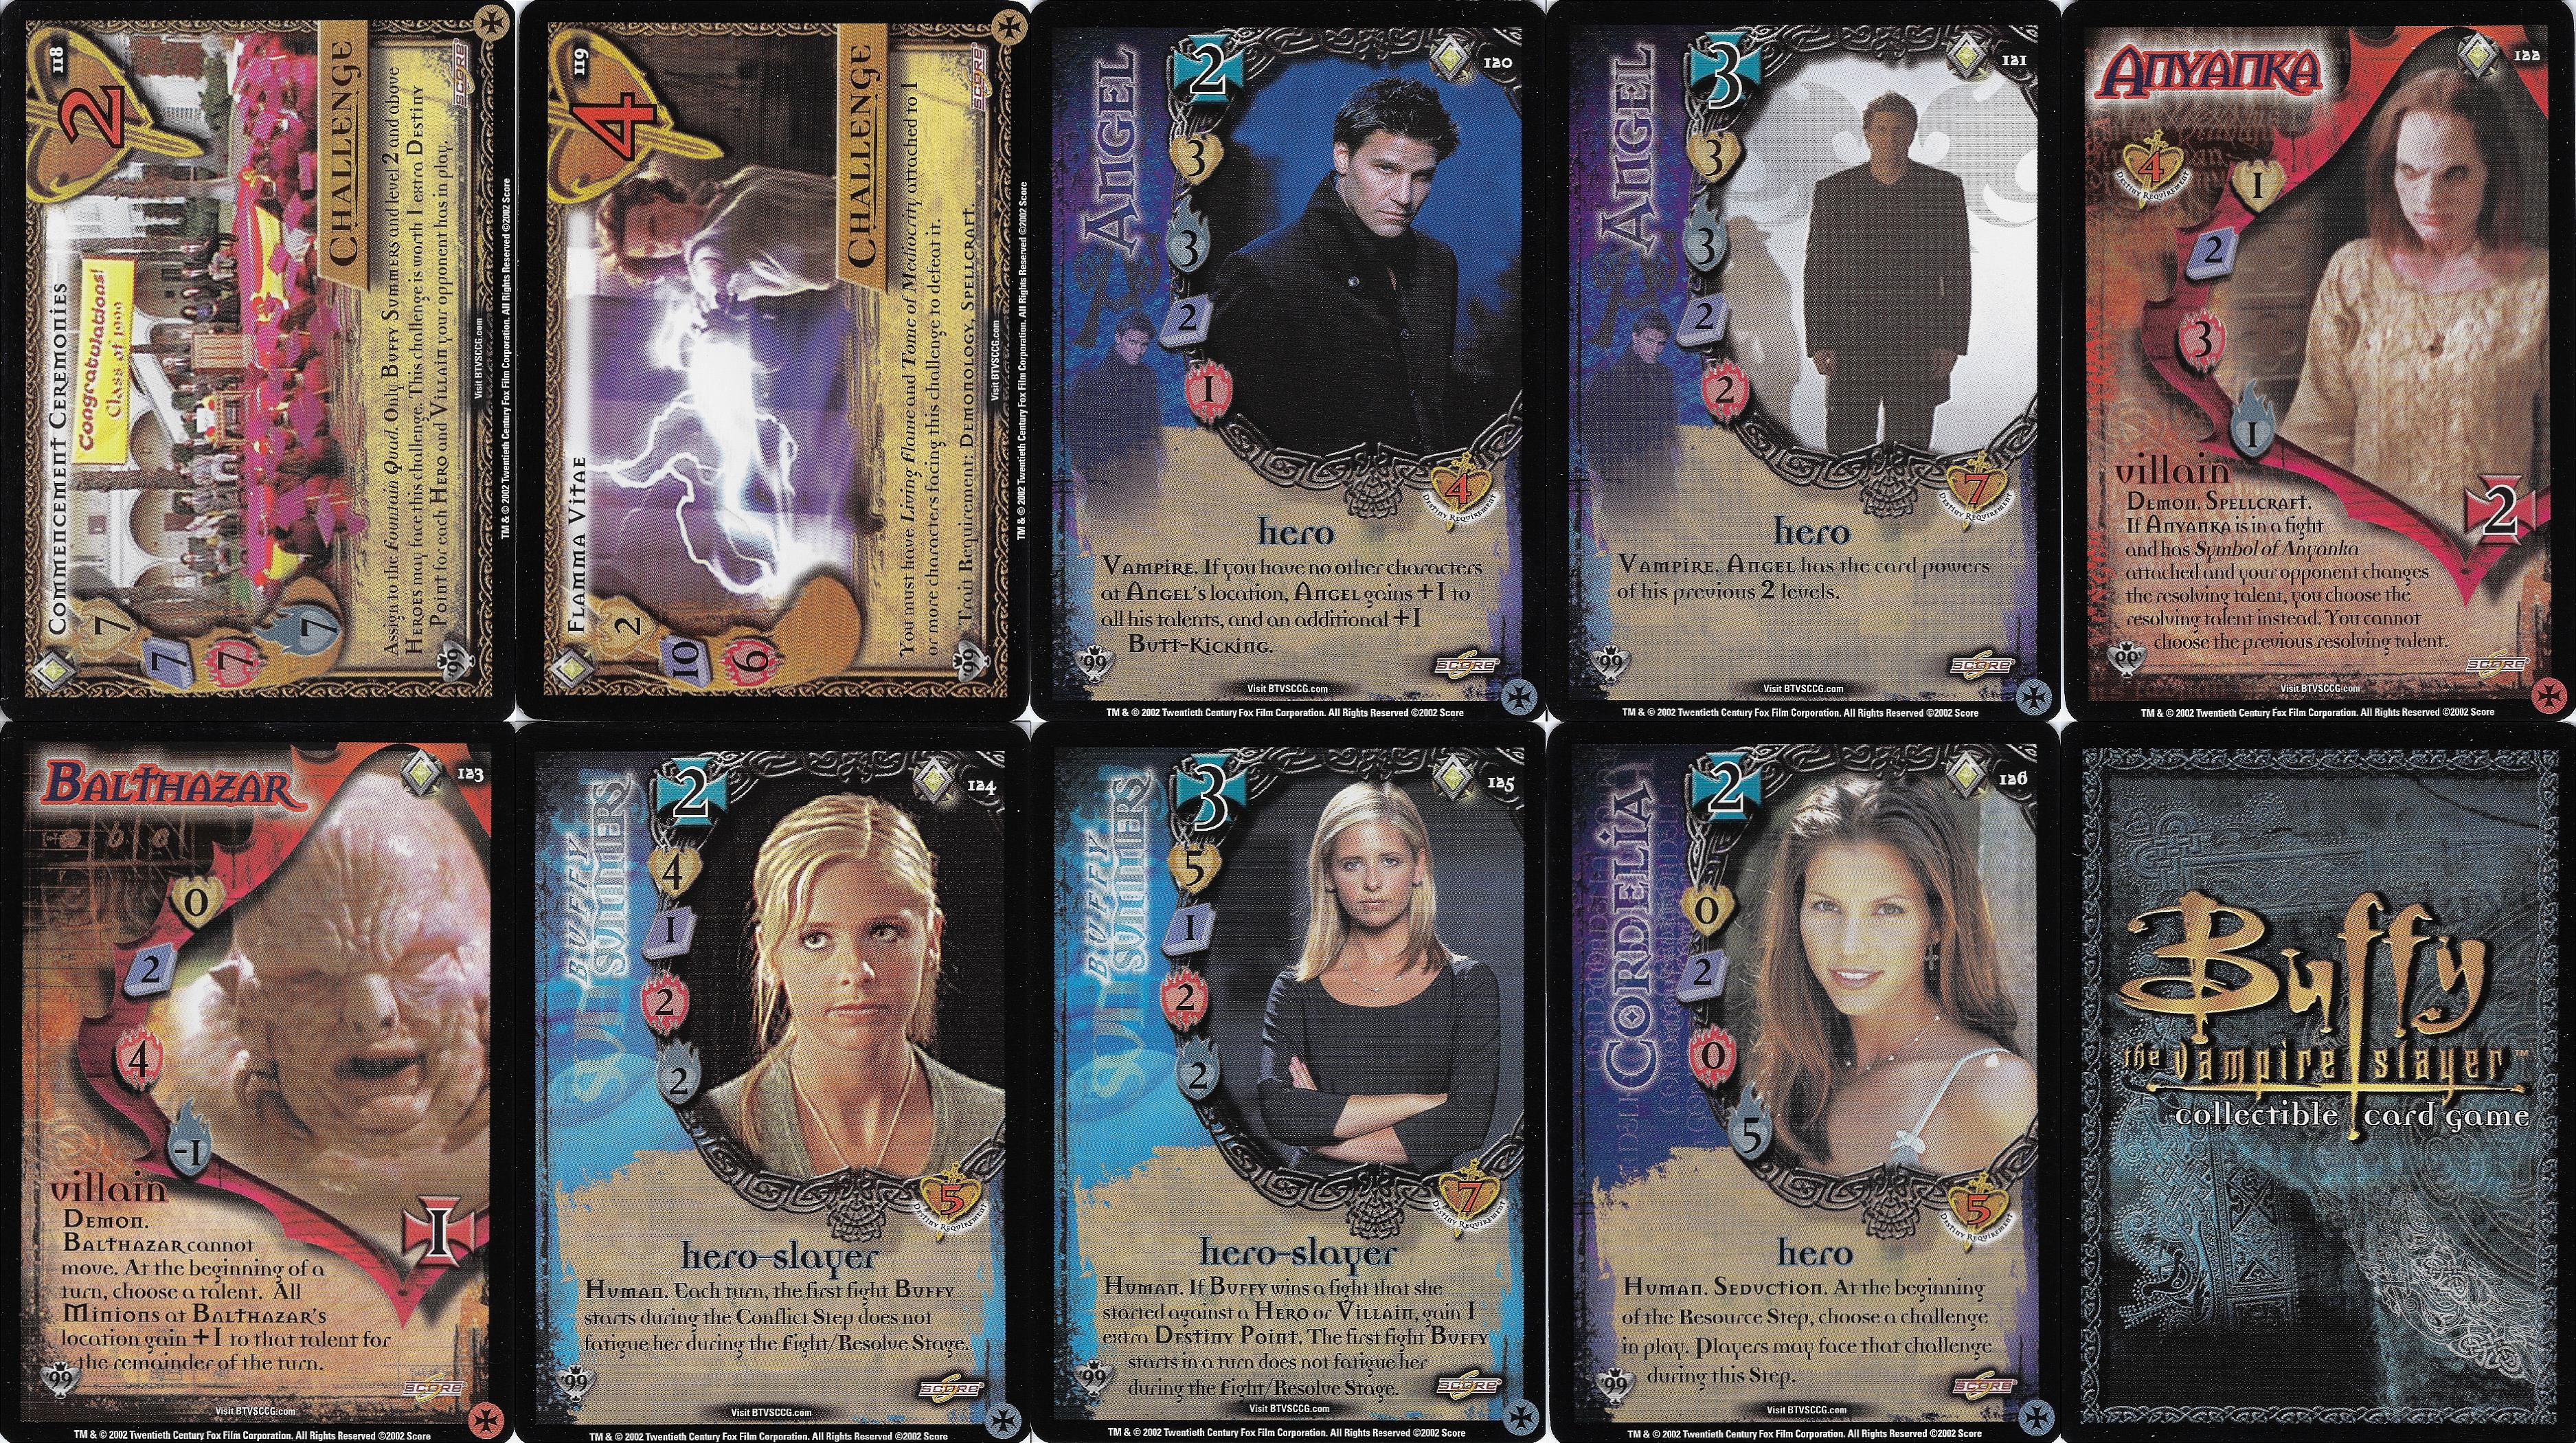 118
2
COMMENCEMENT CEREMONIES
Congratulations!
Class of 1999
CHALLENGE
7
7
7
7
Assign to the Fountain Quad. Only BUFFY SUMMERS and level 2 and above
HEROES may face this challenge. This challenge is worth 1 extra DESTINY
POINT for each HERO and VILLAIN your opponent has in play.
'99
SCORE
Visit BTVSCCG.com
TM & © 2002 Twentieth Century Fox Film Corporation. All Rights Reserved ©2002 Score
119
4
FLAMMA VITAE
CHALLENGE
2
10
6
You must have Living Flame and Tome of Mediocrity attached to 1
or more characters facing this challenge to defeat it.
Trait Requirement: DEMONOLOGY, SPELLCRAFT.
'99
SCORE
Visit BTVSCCG.com
TM & © 2002 Twentieth Century Fox Film Corporation. All Rights Reserved ©2002 Score
ANGEL
2
120
3
3
2
1
4
DESTINY REQUIREMENT
hero
VAMPIRE. If you have no other characters
at ANGEL'S location, ANGEL gains +1 to
all his talents, and an additional +1
BUTT-KICKING.
'99
SCORE
Visit BTVSCCG.com
TM & © 2002 Twentieth Century Fox Film Corporation. All Rights Reserved ©2002 Score
ANGEL
3
121
3
3
2
2
7
DESTINY REQUIREMENT
hero
VAMPIRE. ANGEL has the card powers
of his previous 2 levels.
'99
SCORE
Visit BTVSCCG.com
TM & © 2002 Twentieth Century Fox Film Corporation. All Rights Reserved ©2002 Score
ANYANKA
122
4
DESTINY REQUIREMENT
1
2
3
1
villain
2
DEMON. SPELLCRAFT.
If ANYANKA is in a fight
and has Symbol of Anyanka
attached and your opponent changes
the resolving talent, you choose the
resolving talent instead. You cannot
choose the previous resolving talent.
'99
SCORE
Visit BTVSCCG.com
TM & © 2002 Twentieth Century Fox Film Corporation. All Rights Reserved ©2002 Score
BALTHAZAR
123
0
2
4
-1
villain
1
DEMON.
BALTHAZAR cannot
move. At the beginning of a
turn, choose a talent. All
MINIONS at BALTHAZAR'S
location gain +1 to that talent for
the remainder of the turn.
'99
SCORE
Visit BTVSCCG.com
TM & © 2002 Twentieth Century Fox Film Corporation. All Rights Reserved ©2002 Score
BUFFY
SUMMERS
2
124
4
1
2
2
5
DESTINY REQUIREMENT
hero-slayer
HUMAN. Each turn, the first fight BUFFY
starts during the Conflict Step does not
fatigue her during the Fight/Resolve Stage.
'99
SCORE
Visit BTVSCCG.com
TM & © 2002 Twentieth Century Fox Film Corporation. All Rights Reserved ©2002 Score
BUFFY
SUMMERS
3
125
5
1
2
2
7
DESTINY REQUIREMENT
hero-slayer
HUMAN. If BUFFY wins a fight that she
started against a HERO or VILLAIN, gain 1
extra DESTINY POINT. The first fight BUFFY
starts in a turn does not fatigue her
during the Fight/Resolve Stage.
'99
SCORE
Visit BTVSCCG.com
TM & © 2002 Twentieth Century Fox Film Corporation. All Rights Reserved ©2002 Score
CORDELIA
2
126
0
2
0
5
5
DESTINY REQUIREMENT
hero
HUMAN. SEDUCTION. At the beginning
of the Resource Step, choose a challenge
in play. Players may face that challenge
during this Step.
'99
SCORE
Visit BTVSCCG.com
TM & © 2002 Twentieth Century Fox Film Corporation. All Rights Reserved ©2002 Score
Buffy
the vampire slayer™
collectible card game